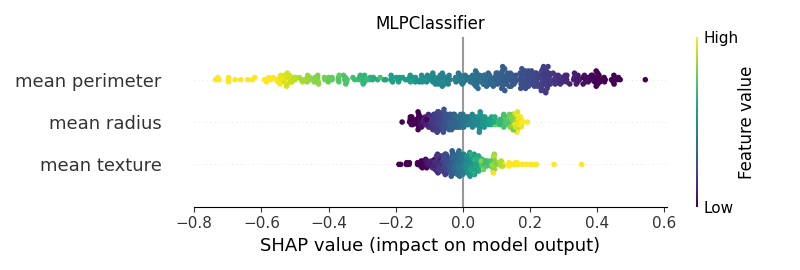 MLPClassifier
mean perimeter
mean radius
mean texture
−0.8 −0.6 −0.4 −0.2 0.0 0.2 0.4 0.6
SHAP value (impact on model output)
High
Feature value
Low